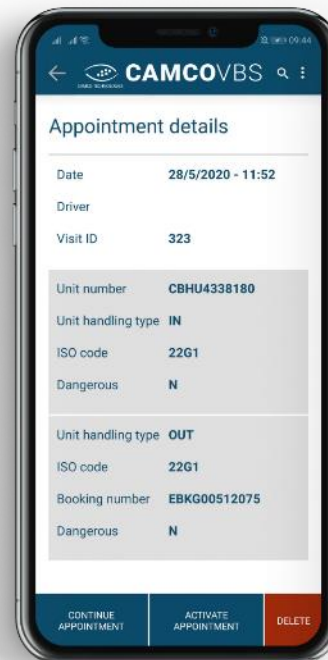 09:44
CAMCOVBS
Appointment details
Date 28/5/2020 - 11:52
Driver
Visit ID 323
Unit number CBHU4338180
Unit handling type IN
ISO code 22G1
Dangerous N
Unit handling type OUT
ISO code 22G1
Booking number EBKG00512075
Dangerous N
CONTINUE APPOINTMENT
ACTIVATE APPOINTMENT
DELETE